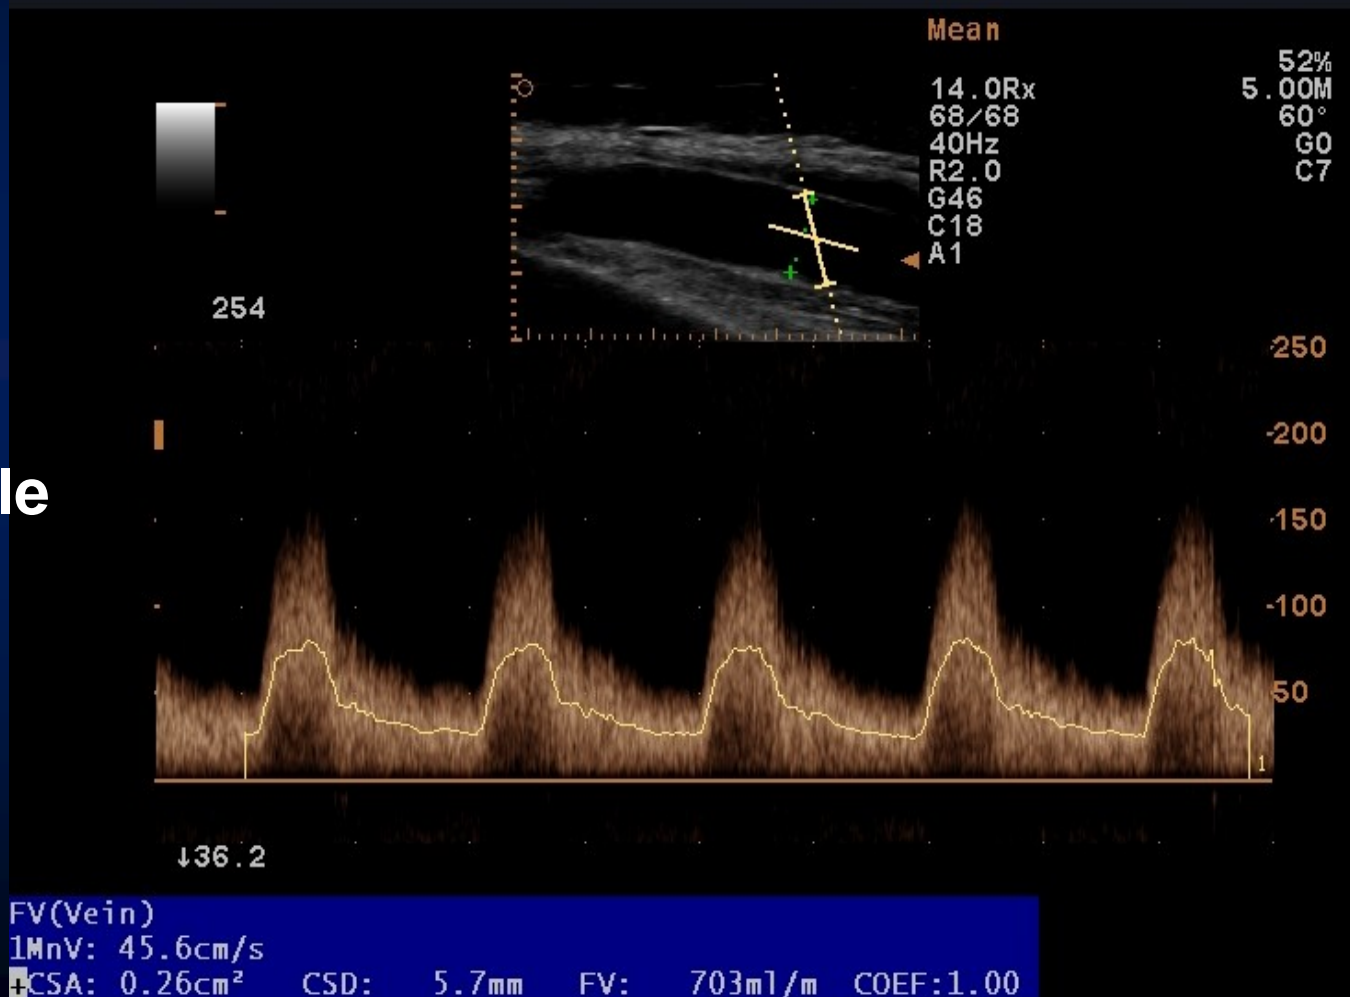 Mean
52%
14.0Rx 5.00M
68/68 60°
40Hz G0
R2.0 C7
G46
C18
A1
254
-250
-200
le
-150
-100
50
1
↓36.2
FV(Vein)
1MnV: 45.6cm/s
+CSA: 0.26cm² CSD: 5.7mm FV: 703ml/m COEF:1.00